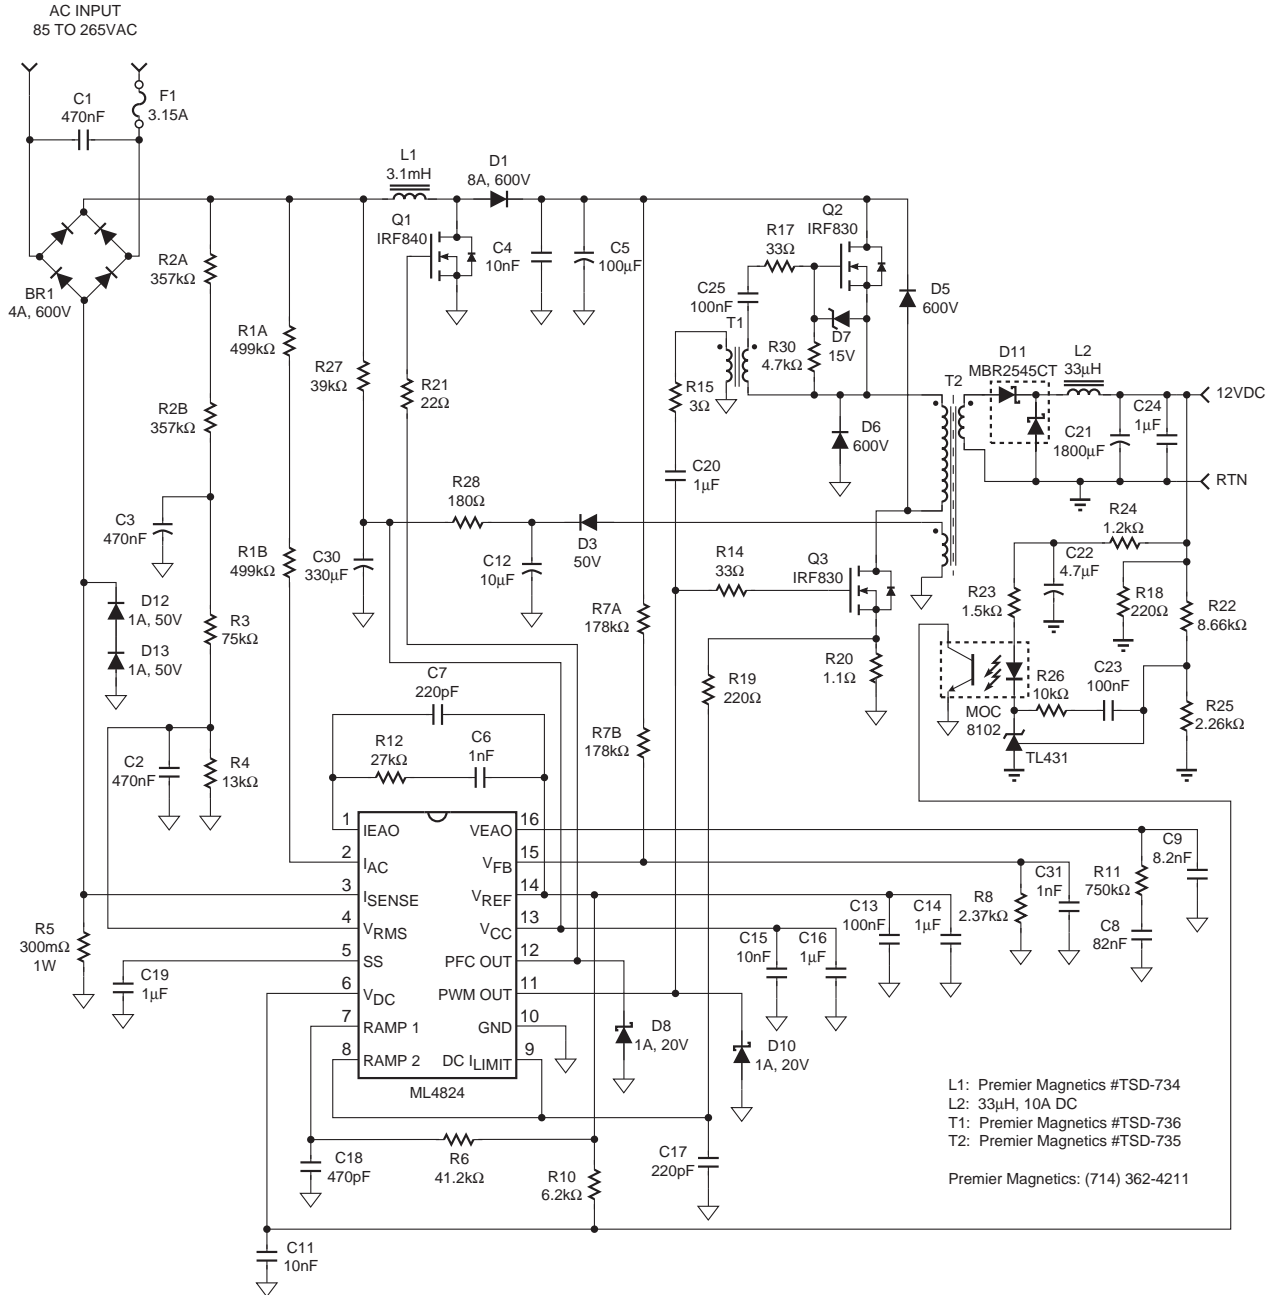 AC INPUT
85 TO 265VAC
C1
470nF
F1
3.15A
BR1
4A, 600V
R2A
357kΩ
R2B
357kΩ
C3
470nF
D12
1A, 50V
D13
1A, 50V
R3
75kΩ
C2
470nF
R4
13kΩ
R1A
499kΩ
R1B
499kΩ
R27
39kΩ
C30
330µF
L1
3.1mH
Q1
IRF840
D1
8A, 600V
C4
10nF
C5
100µF
R21
22Ω
R28
180Ω
C12
10µF
D3
50V
R7A
178kΩ
R7B
178kΩ
R17
33Ω
Q2
IRF830
C25
100nF
T1
R30
4.7kΩ
D7
15V
R15
3Ω
C20
1µF
D5
600V
D6
600V
T2
D11
MBR2545CT
L2
33µH
12VDC
C21
1800µF
C24
1µF
RTN
R14
33Ω
Q3
IRF830
R20
1.1Ω
R19
220Ω
R24
1.2kΩ
C22
4.7µF
R23
1.5kΩ
R18
220Ω
R22
8.66kΩ
R26
10kΩ
C23
100nF
MOC
8102
TL431
R25
2.26kΩ
C7
220pF
R12
27kΩ
C6
1nF
1 IEAO VEAO 16
2 IAC VFB 15
3 ISENSE VREF 14
4 VRMS VCC 13
5 SS PFC OUT 12
6 VDC PWM OUT 11
7 RAMP 1 GND 10
8 RAMP 2 DC ILIMIT 9
ML4824
R5
300mΩ
1W
C19
1µF
D8
1A, 20V
D10
1A, 20V
C15
10nF
C16
1µF
C13
100nF
C14
1µF
R8
2.37kΩ
C31
1nF
R11
750kΩ
C8
82nF
C9
8.2nF
C18
470pF
R6
41.2kΩ
R10
6.2kΩ
C17
220pF
C11
10nF
L1: Premier Magnetics #TSD-734
L2: 33µH, 10A DC
T1: Premier Magnetics #TSD-736
T2: Premier Magnetics #TSD-735
Premier Magnetics: (714) 362-4211